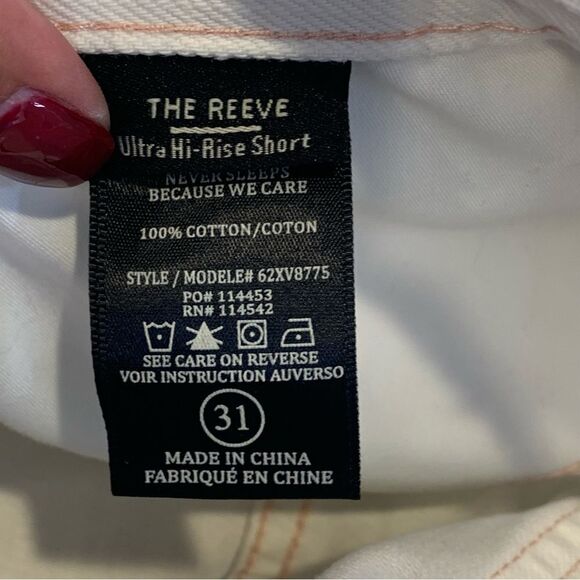 THE REEVE
Ultra Hi-Rise Short
NEVER SLEEPS
BECAUSE WE CARE
100% COTTON/COTON
STYLE / MODELE# 62XV8775
PO# 114453
RN# 114542
SEE CARE ON REVERSE
VOIR INSTRUCTION AUVERSO
31
MADE IN CHINA
FABRIQUÉ EN CHINE